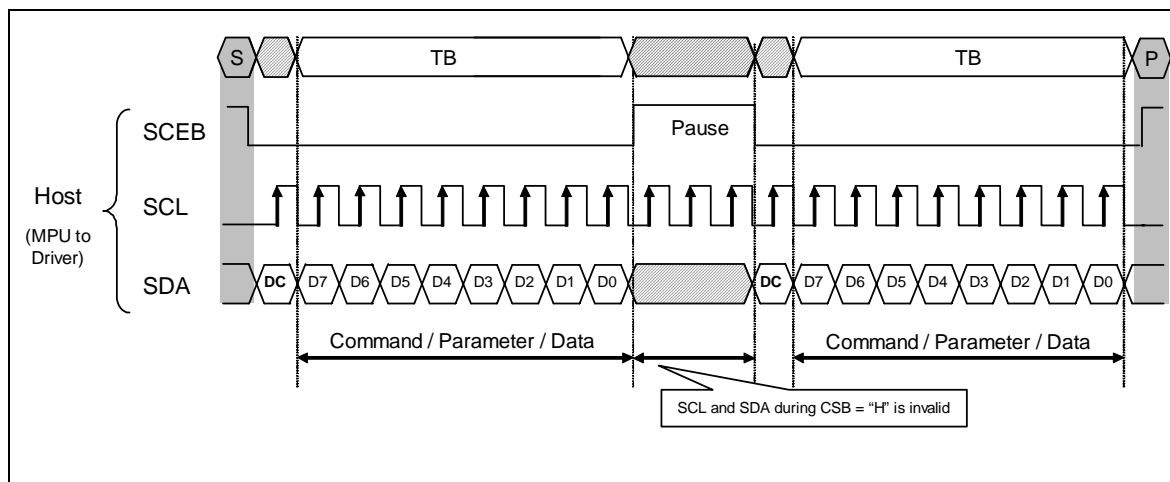 S TB TB P
SCEB Pause
Host
(MPU to
Driver)
SCL
SDA DC D7 D6 D5 D4 D3 D2 D1 D0 DC D7 D6 D5 D4 D3 D2 D1 D0
Command / Parameter / Data Command / Parameter / Data
SCL and SDA during CSB = “H” is invalid